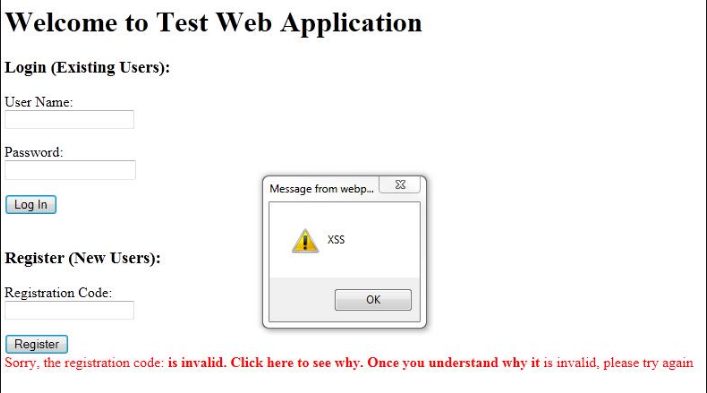 Welcome to Test Web Application
Login (Existing Users):
User Name:
Password:
Log In
Message from webp...
XSS
OK
Register (New Users):
Registration Code:
Register
Sorry, the registration code: is invalid. Click here to see why. Once you understand why it is invalid, please try again